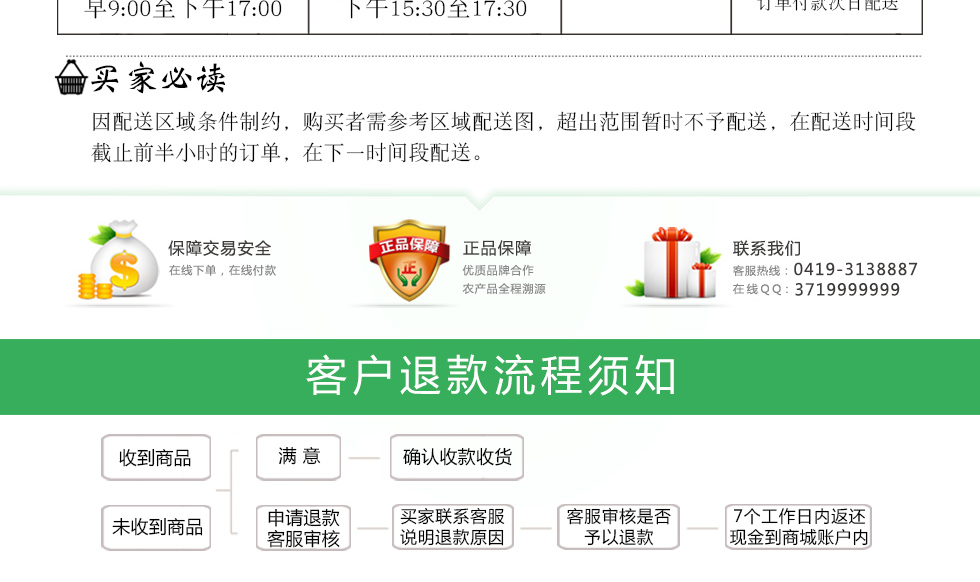 早9:00至下午17:00
下午15:30至17:30
订单付款次日配送
买家必读
因配送区域条件制约，购买者需参考区域配送图，超出范围暂时不予配送，在配送时间段
截止前半小时的订单，在下一时间段配送。
保障交易安全
在线下单，在线付款
正品保障
正
正品保障
优质品牌合作
农产品全程溯源
联系我们
客服热线：0419-3138887
在线QQ：3719999999
客户退款流程须知
收到商品
满 意
确认收款收货
未收到商品
申请退款
客服审核
买家联系客服
说明退款原因
客服审核是否
予以退款
7个工作日内返还
现金到商城账户内